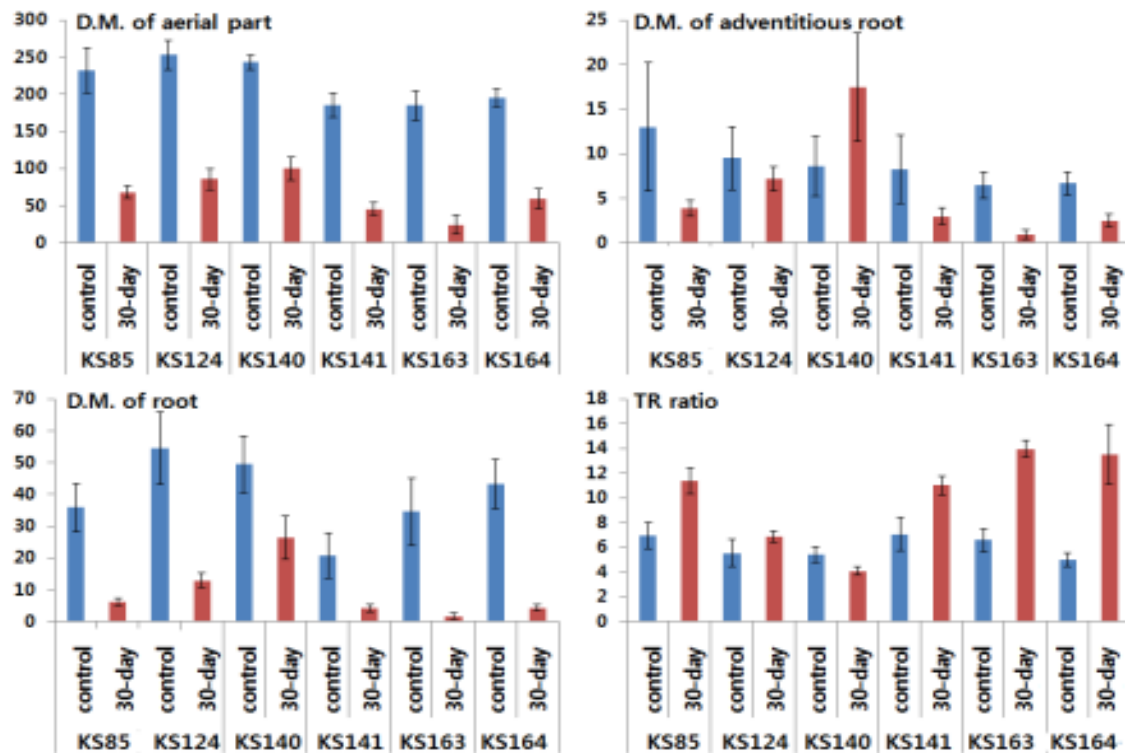 D.M. of aerial part
300
250
200
150
100
50
0
control 30-day control 30-day control 30-day control 30-day control 30-day control 30-day
KS85 KS124 KS140 KS141 KS163 KS164
D.M. of adventitious root
25
20
15
10
5
0
control 30-day control 30-day control 30-day control 30-day control 30-day control 30-day
KS85 KS124 KS140 KS141 KS163 KS164
D.M. of root
70
60
50
40
30
20
10
0
control 30-day control 30-day control 30-day control 30-day control 30-day control 30-day
KS85 KS124 KS140 KS141 KS163 KS164
TR ratio
18
16
14
12
10
8
6
4
2
0
control 30-day control 30-day control 30-day control 30-day control 30-day control 30-day
KS85 KS124 KS140 KS141 KS163 KS164